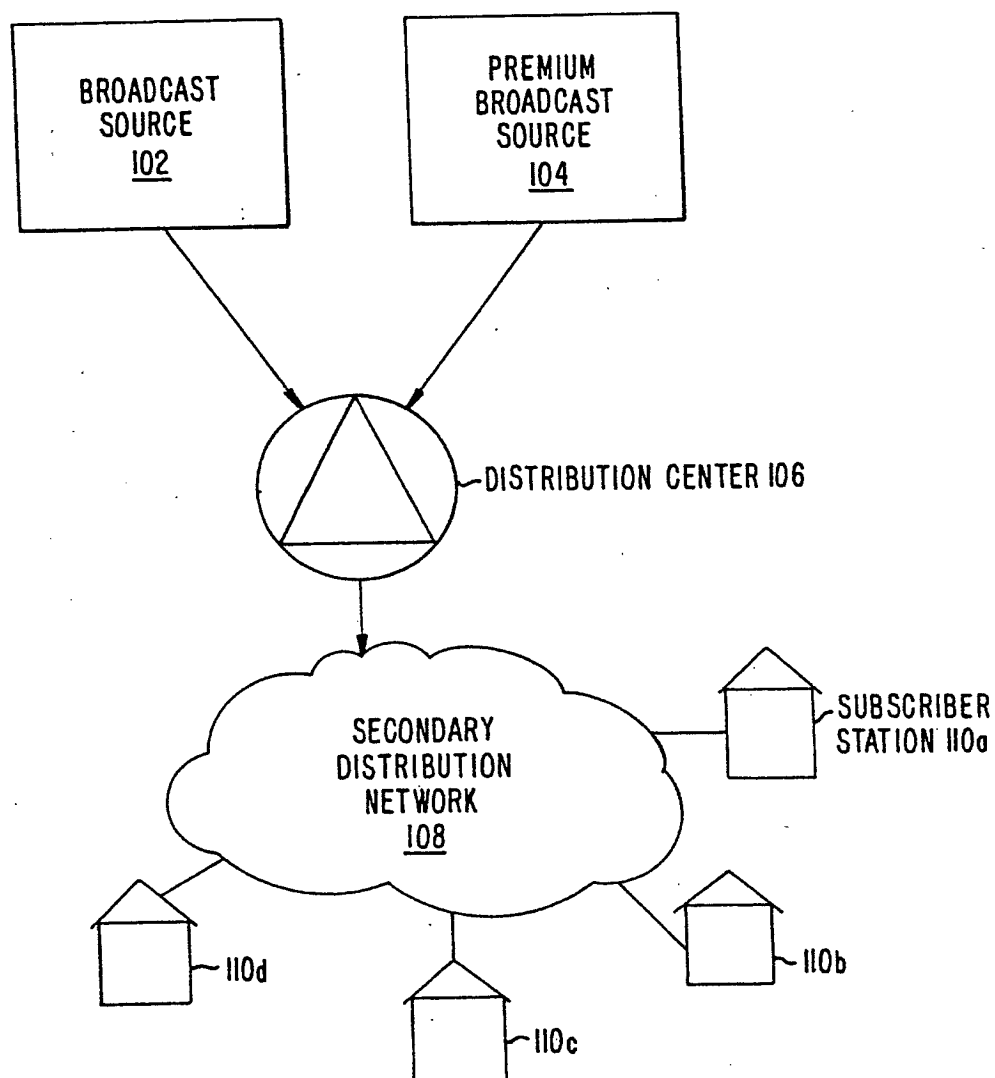 BROADCAST
SOURCE
102
PREMIUM
BROADCAST
SOURCE
104
DISTRIBUTION CENTER 106
SECONDARY
DISTRIBUTION
NETWORK
108
SUBSCRIBER
STATION 110a
110b
110c
110d